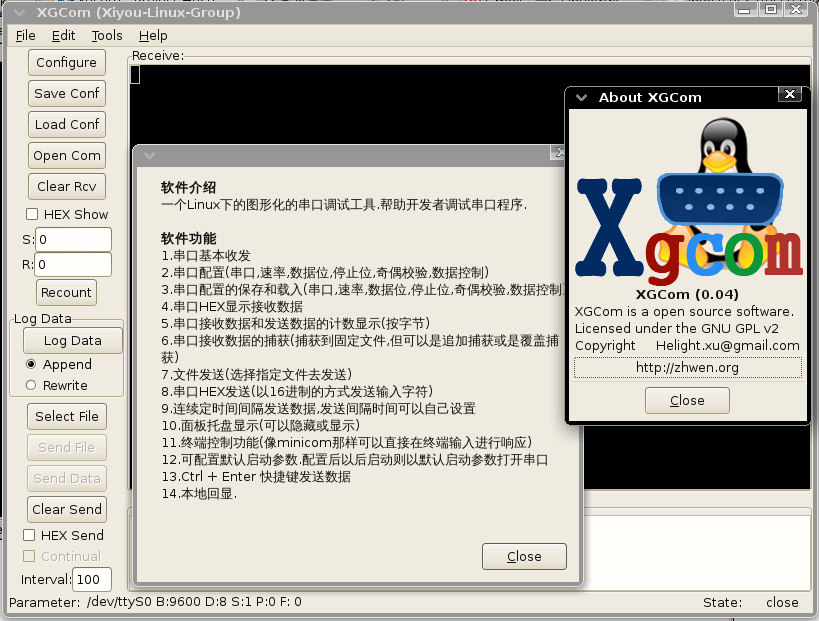 XGCom (Xiyou-Linux-Group)
File Edit Tools Help
Configure
Save Conf
Load Conf
Open Com
Clear Rcv
HEX Show
S: 0
R: 0
Recount
Log Data
Log Data
Append
Rewrite
Select File
Send File
Send Data
Clear Send
HEX Send
Continual
Interval: 100
Receive:
软件介绍
一个Linux下的图形化的串口调试工具.帮助开发者调试串口程序.
软件功能
1.串口基本收发
2.串口配置(串口,速率,数据位,停止位,奇偶校验,数据控制)
3.串口配置的保存和载入(串口,速率,数据位,停止位,奇偶校验,数据控制
4.串口HEX显示接收数据
5.串口接收数据和发送数据的计数显示(按字节)
6.串口接收数据的捕获(捕获到固定文件,但可以是追加捕获或是覆盖捕
获)
7.文件发送(选择指定文件去发送)
8.串口HEX发送(以16进制的方式发送输入字符)
9.连续定时间间隔发送数据,发送间隔时间可以自己设置
10.面板托盘显示(可以隐藏或显示)
11.终端控制功能(像minicom那样可以直接在终端输入进行响应)
12.可配置默认启动参数.配置后以后启动则以默认启动参数打开串口
13.Ctrl + Enter 快捷键发送数据
14.本地回显.
Close
About XGCom
Xgcom
XGCom (0.04)
XGCom is a open source software.
Licensed under the GNU GPL v2
Copyright Helight.xu@gmail.com
http://zhwen.org
Close
Parameter: /dev/ttyS0 B:9600 D:8 S:1 P:0 F: 0
State: close